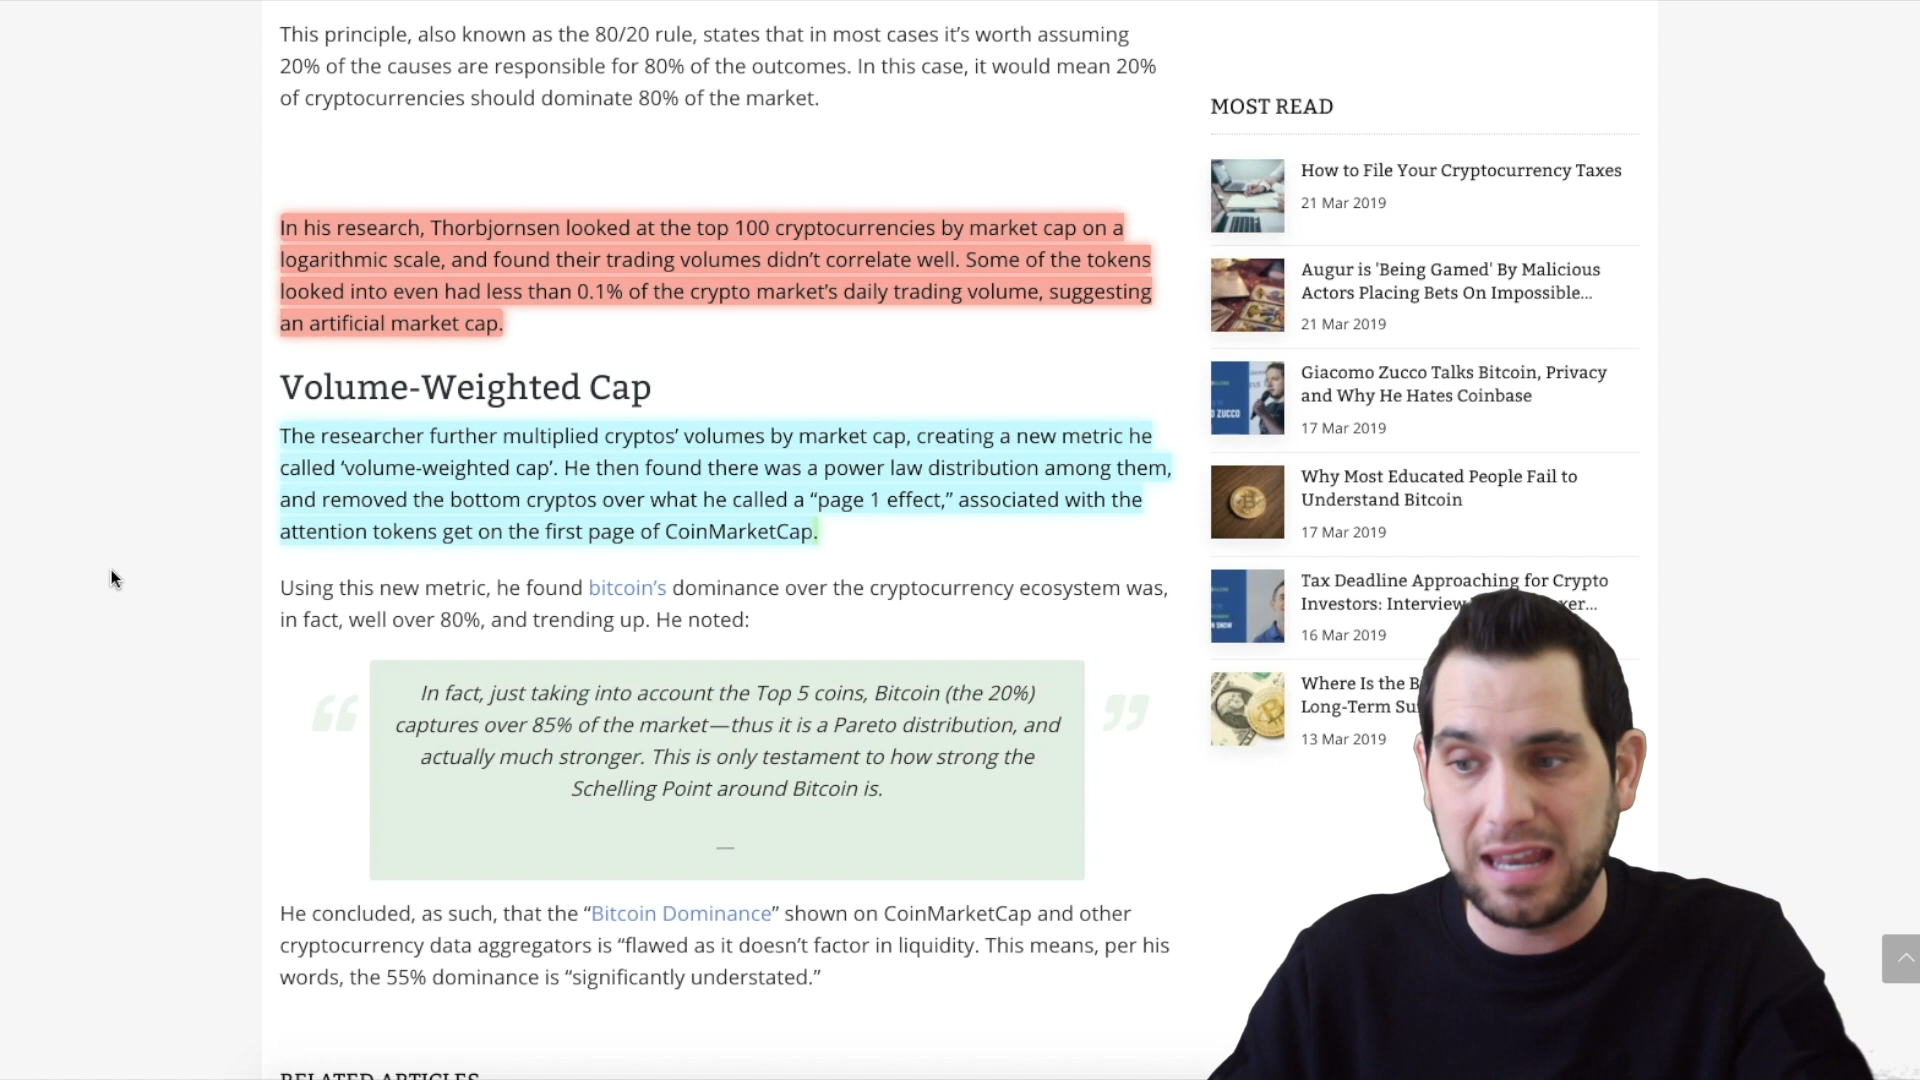 This principle, also known as the 80/20 rule, states that in most cases it’s worth assuming
20% of the causes are responsible for 80% of the outcomes. In this case, it would mean 20%
of cryptocurrencies should dominate 80% of the market.
In his research, Thorbjornsen looked at the top 100 cryptocurrencies by market cap on a
logarithmic scale, and found their trading volumes didn’t correlate well. Some of the tokens
looked into even had less than 0.1% of the crypto market’s daily trading volume, suggesting
an artificial market cap.
Volume-Weighted Cap
The researcher further multiplied cryptos’ volumes by market cap, creating a new metric he
called ‘volume-weighted cap’. He then found there was a power law distribution among them,
and removed the bottom cryptos over what he called a “page 1 effect,” associated with the
attention tokens get on the first page of CoinMarketCap.
Using this new metric, he found bitcoin’s dominance over the cryptocurrency ecosystem was,
in fact, well over 80%, and trending up. He noted:
“
In fact, just taking into account the Top 5 coins, Bitcoin (the 20%)
captures over 85% of the market—thus it is a Pareto distribution, and
actually much stronger. This is only testament to how strong the
Schelling Point around Bitcoin is.
”
—
He concluded, as such, that the “Bitcoin Dominance” shown on CoinMarketCap and other
cryptocurrency data aggregators is “flawed as it doesn’t factor in liquidity. This means, per his
words, the 55% dominance is “significantly understated.”
RELATED ARTICLES
MOST READ
How to File Your Cryptocurrency Taxes
21 Mar 2019
Augur is 'Being Gamed' By Malicious
Actors Placing Bets On Impossible...
21 Mar 2019
Giacomo Zucco Talks Bitcoin, Privacy
and Why He Hates Coinbase
17 Mar 2019
ZUCCO
Why Most Educated People Fail to
Understand Bitcoin
17 Mar 2019
Tax Deadline Approaching for Crypto
Investors: Interview
16 Mar 2019
Where Is the
Long-Term
13 Mar 2019